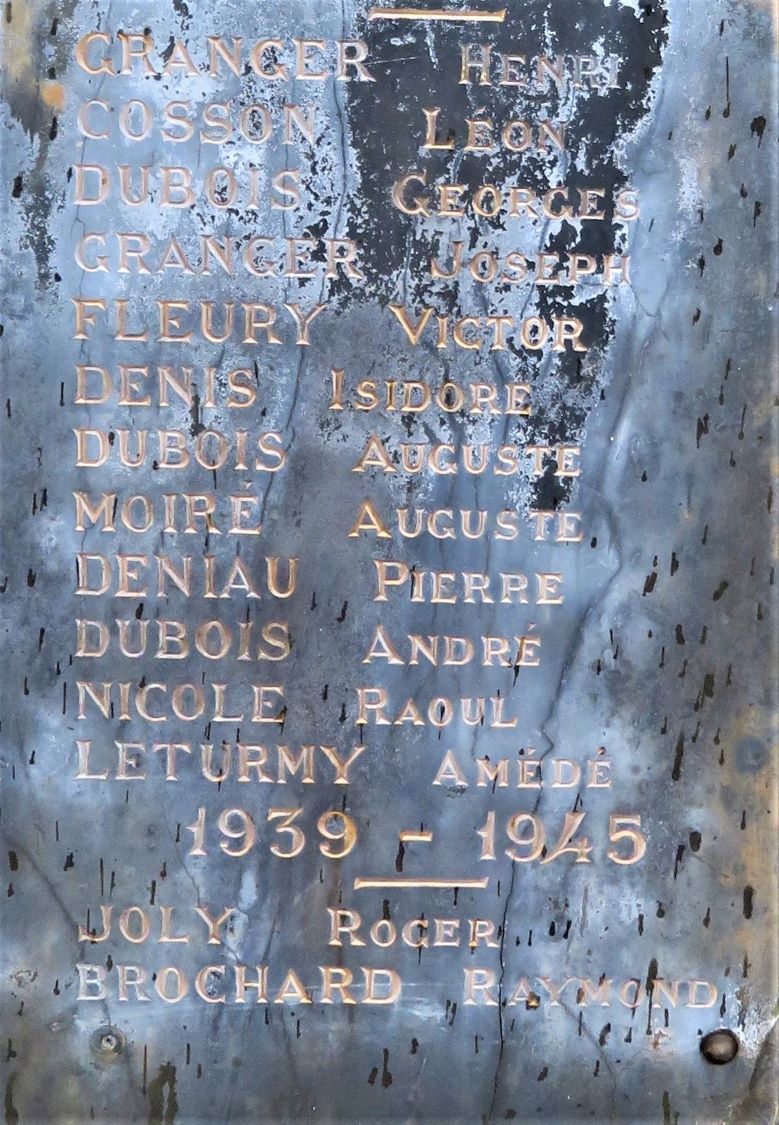 GRANGER HENRI
COSSON LÉON
DUBOIS GEORGES
GRANGER JOSEPH
FLEURY VICTOR
DENIS ISIDORE
DUBOIS AUGUSTE
MOIRÉ AUGUSTE
DENIAU PIERRE
DUBOIS ANDRÉ
NICOLE RAOUL
LETURMY AMÉDÉ
1939 - 1945
JOLY ROGER
BROCHARD RAYMOND